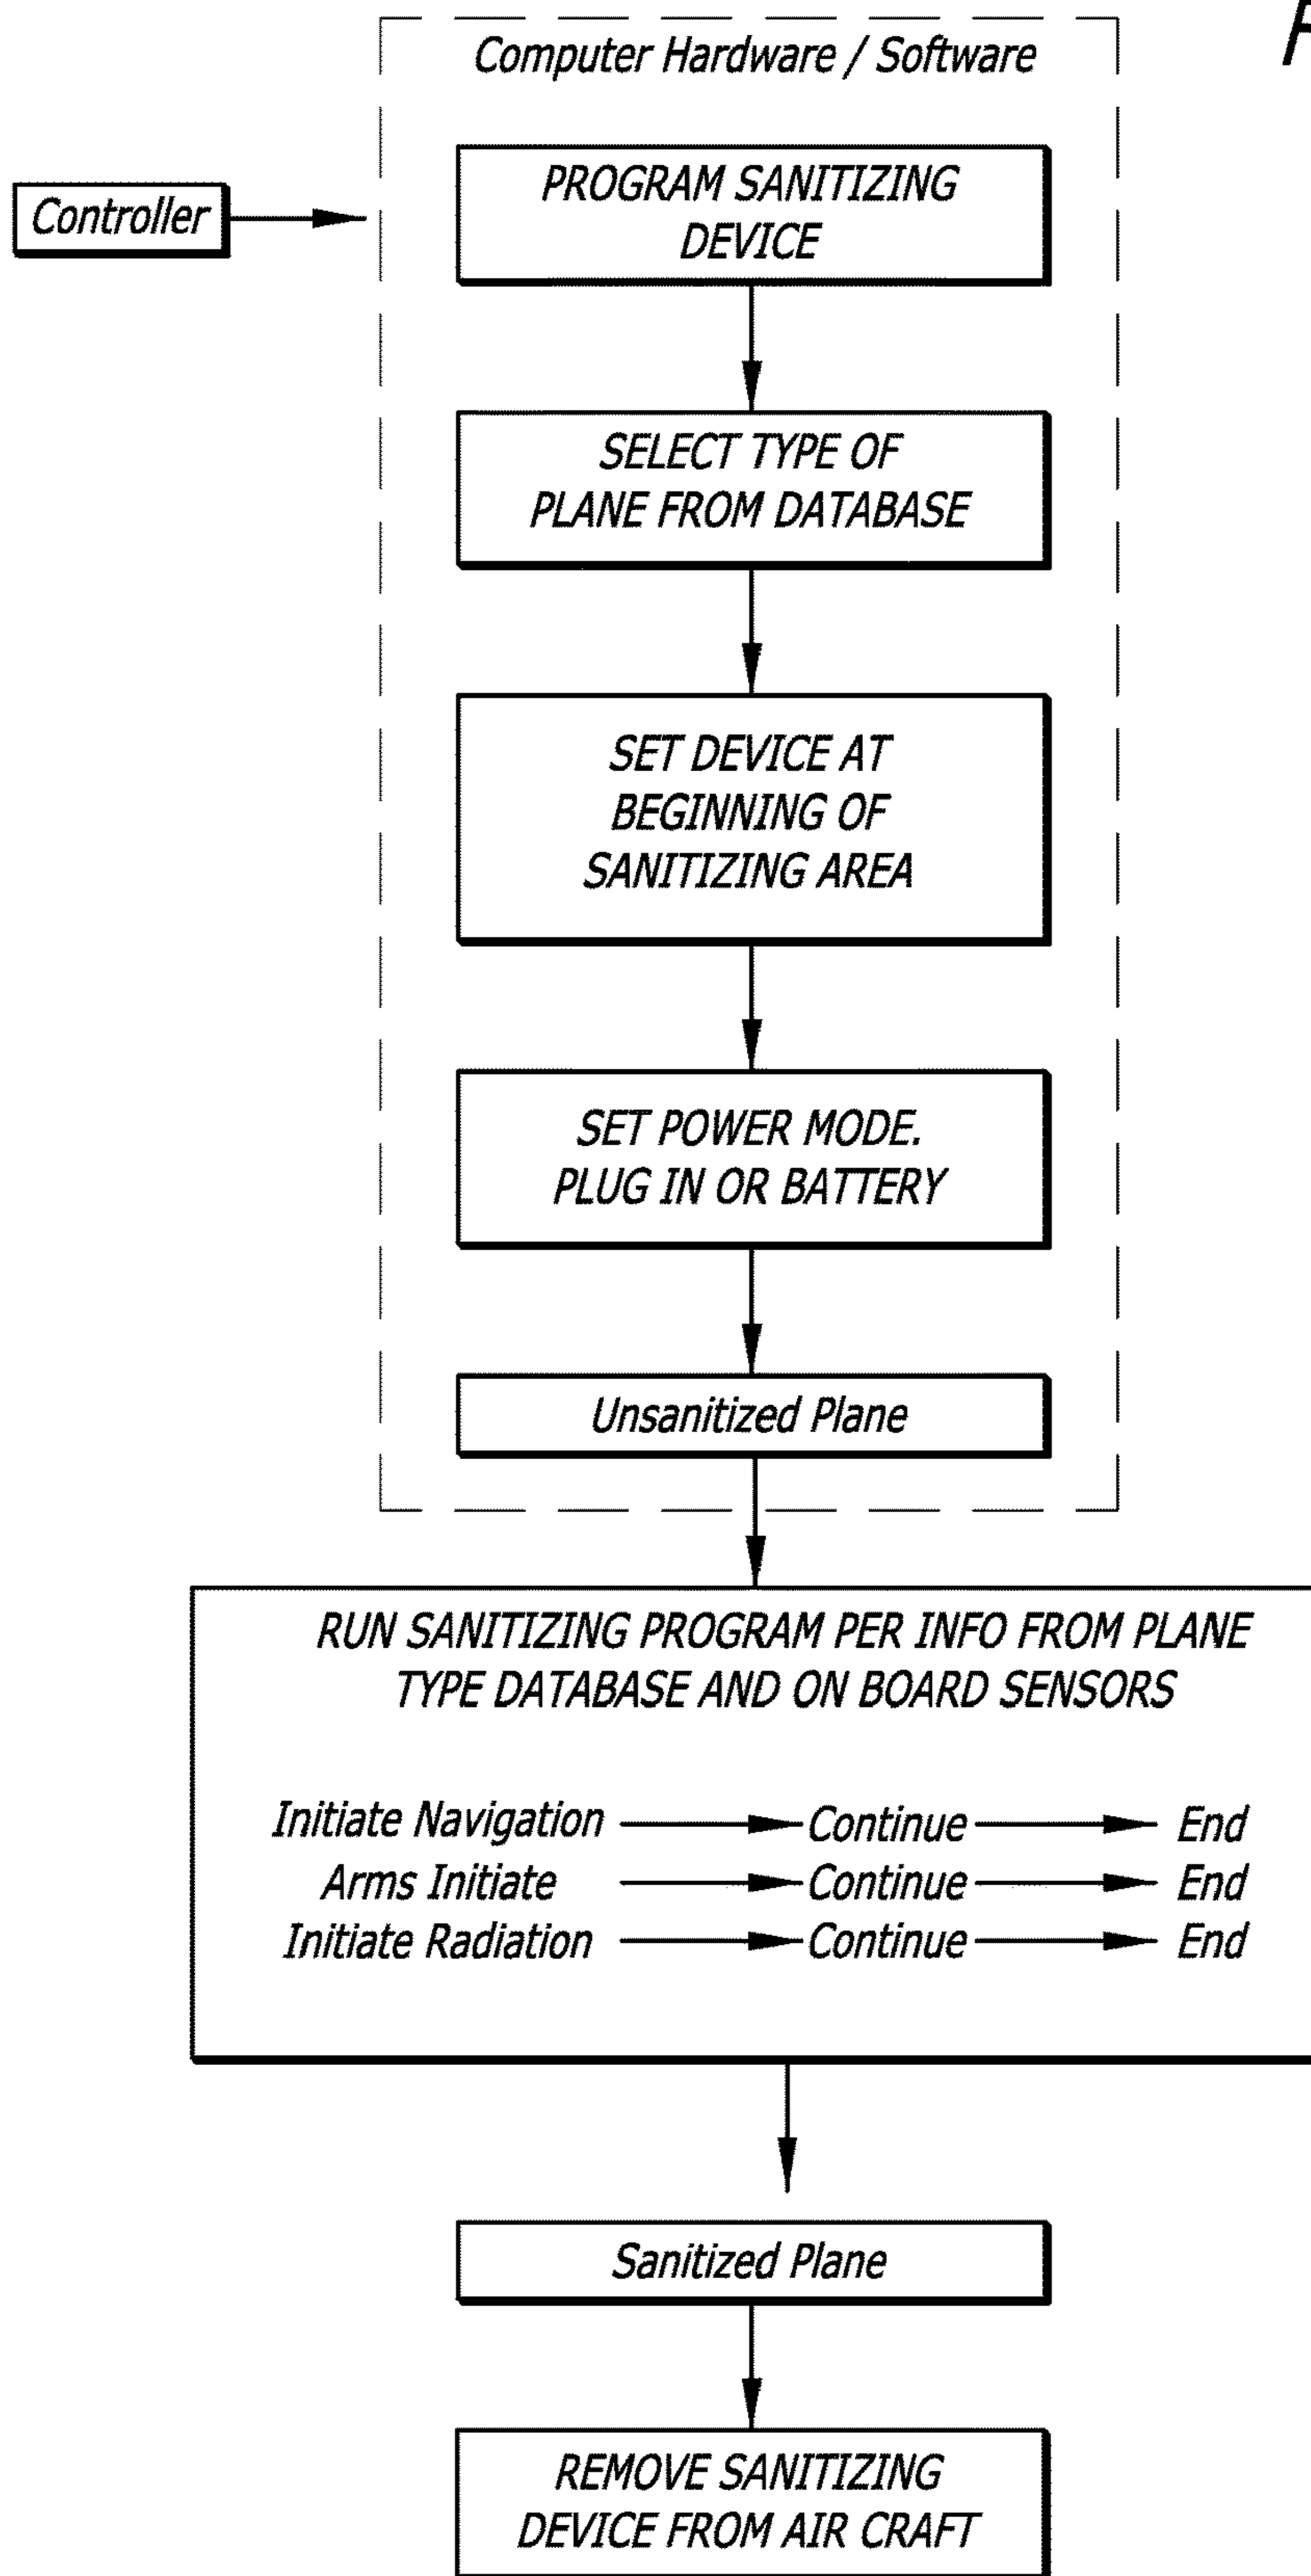 Computer Hardware / Software
Controller
PROGRAM SANITIZING
DEVICE
SELECT TYPE OF
PLANE FROM DATABASE
SET DEVICE AT
BEGINNING OF
SANITIZING AREA
SET POWER MODE.
PLUG IN OR BATTERY
Unsanitized Plane
RUN SANITIZING PROGRAM PER INFO FROM PLANE
TYPE DATABASE AND ON BOARD SENSORS
Initiate Navigation Continue End
Arms Initiate Continue End
Initiate Radiation Continue End
Sanitized Plane
REMOVE SANITIZING
DEVICE FROM AIR CRAFT